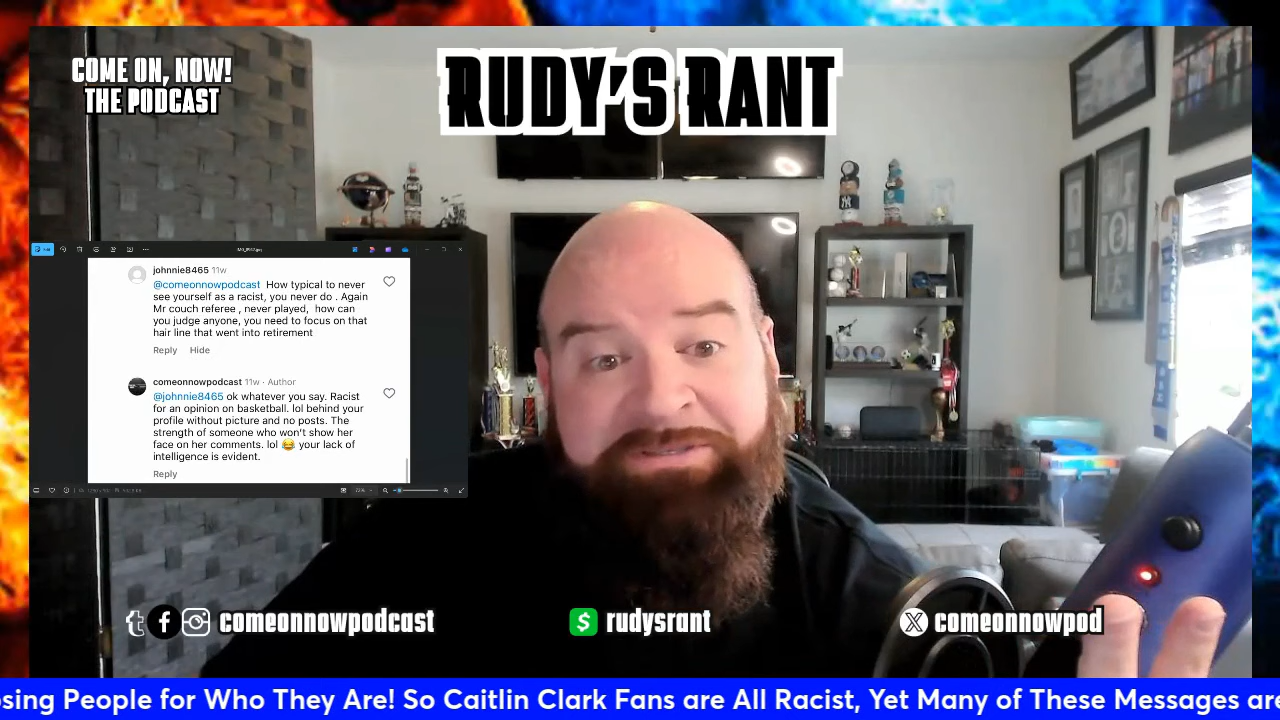 COME ON, NOW!
THE PODCAST
RUDY'S RANT
johnnie8465 11w
@comeonnowpodcast How typical to never
see yourself as a racist, you never do . Again
Mr couch referee , never played, how can
you judge anyone, you need to focus on that
hair line that went into retirement
Reply Hide
comeonnowpodcast 11w · Author
@johnnie8465 ok whatever you say. Racist
for an opinion on basketball. lol behind your
profile without picture and no posts. The
strength of someone who won't show her
face on her comments. lol 😂 your lack of
intelligence is evident.
Reply
comeonnowpodcast
$ rudysrant
X comeonnowpod
sing People for Who They Are! So Caitlin Clark Fans are All Racist, Yet Many of These Messages are